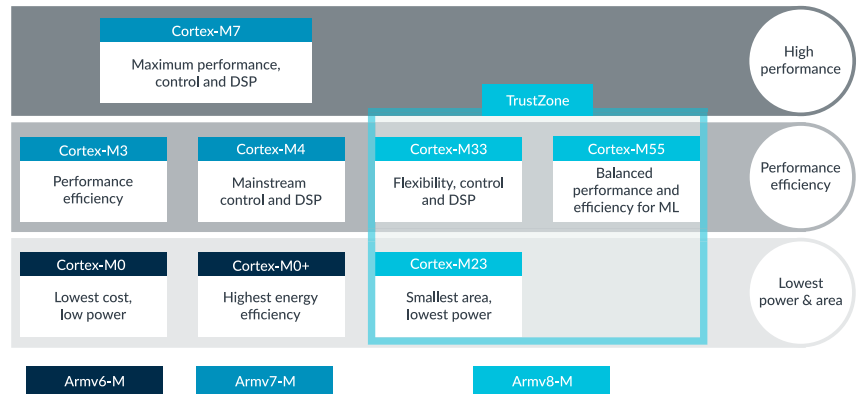 Cortex-M7
Maximum performance,
control and DSP
High
performance
TrustZone
Cortex-M3
Performance
efficiency
Cortex-M4
Mainstream
control and DSP
Cortex-M33
Flexibility, control
and DSP
Cortex-M55
Balanced
performance and
efficiency for ML
Performance
efficiency
Cortex-M0
Lowest cost,
low power
Cortex-M0+
Highest energy
efficiency
Cortex-M23
Smallest area,
lowest power
Lowest
power & area
Armv6-M
Armv7-M
Armv8-M